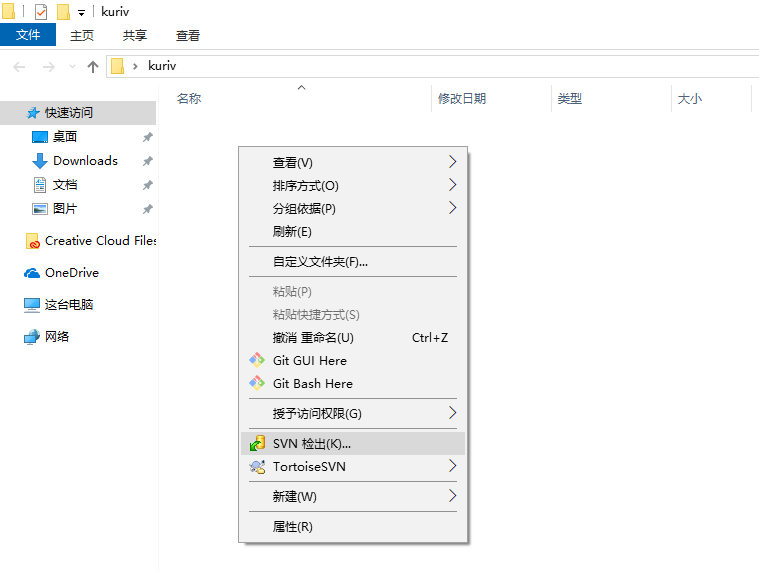 kuriv
文件 主页 共享 查看
kuriv
名称 修改日期 类型 大小
快速访问
桌面
Downloads
文档
图片
Creative Cloud Files
OneDrive
这台电脑
网络
查看(V)
排序方式(O)
分组依据(P)
刷新(E)
自定义文件夹(F)...
粘贴(P)
粘贴快捷方式(S)
撤消 重命名(U) Ctrl+Z
Git GUI Here
Git Bash Here
授予访问权限(G)
SVN 检出(K)...
TortoiseSVN
新建(W)
属性(R)